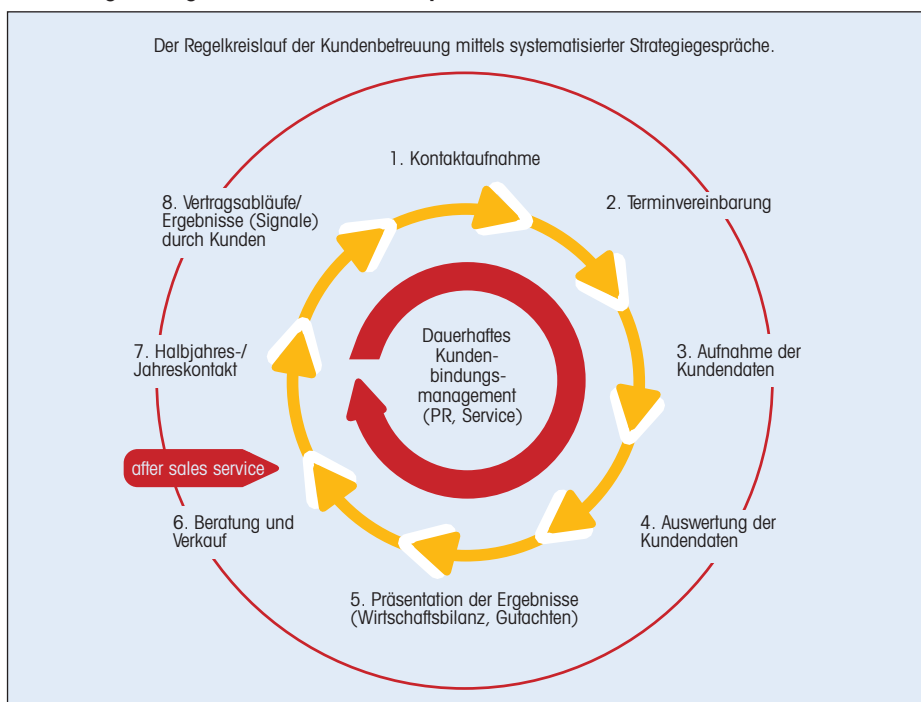 Der Regelkreislauf der Kundenbetreuung mittels systematisierter Strategiegespräche.
1. Kontaktaufnahme
2. Terminvereinbarung
3. Aufnahme der
Kundendaten
4. Auswertung der
Kundendaten
5. Präsentation der Ergebnisse
(Wirtschaftsbilanz, Gutachten)
6. Beratung und
Verkauf
after sales service
7. Halbjahres-/
Jahreskontakt
8. Vertragsabläufe/
Ergebnisse (Signale)
durch Kunden
Dauerhaftes
Kunden-
bindungs-
management
(PR, Service)